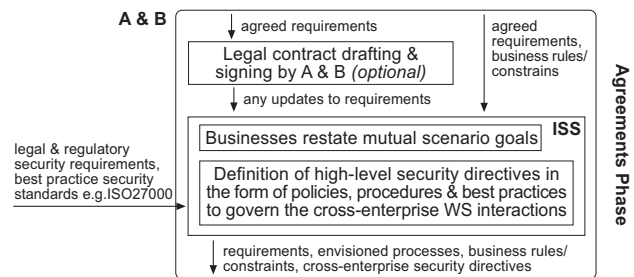 A & B
agreed requirements
Legal contract drafting &
signing by A & B (optional)
agreed
requirements,
business rules/
constrains
any updates to requirements
ISS
Businesses restate mutual scenario goals
legal & regulatory
security requirements,
best practice security
standards e.g.ISO27000
Definition of high-level security directives in
the form of policies, procedures & best practices
to govern the cross-enterprise WS interactions
requirements, envisioned processes, business rules/
constraints, cross-enterprise security directives
Agreements Phase